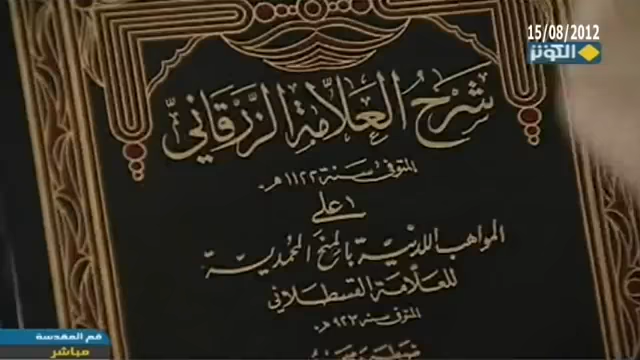 15/08/2012
الكوثر
شرح العلامة الزرقاني
المتوفى سنة ١١٢٢ هـ
على
المواهب اللدنية بالمنح المحمدية
للعلامة القسطلاني
المتوفى سنة ٩٢٣ هـ
قم المقدسة
مباشر